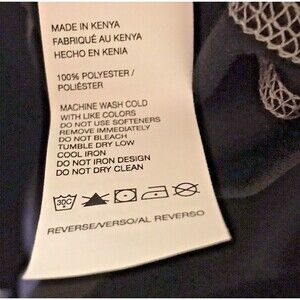 MADE IN KENYA
FABRIQUÉ AU KENYA
HECHO EN KENIA
100% POLYESTER/
POLIÉSTER
MACHINE WASH COLD
WITH LIKE COLORS
DO NOT USE SOFTENERS
REMOVE IMMEDIATELY
DO NOT BLEACH
TUMBLE DRY LOW
COOL IRON
DO NOT IRON DESIGN
DO NOT DRY CLEAN
30C
REVERSE/VERSO/AL REVERSO